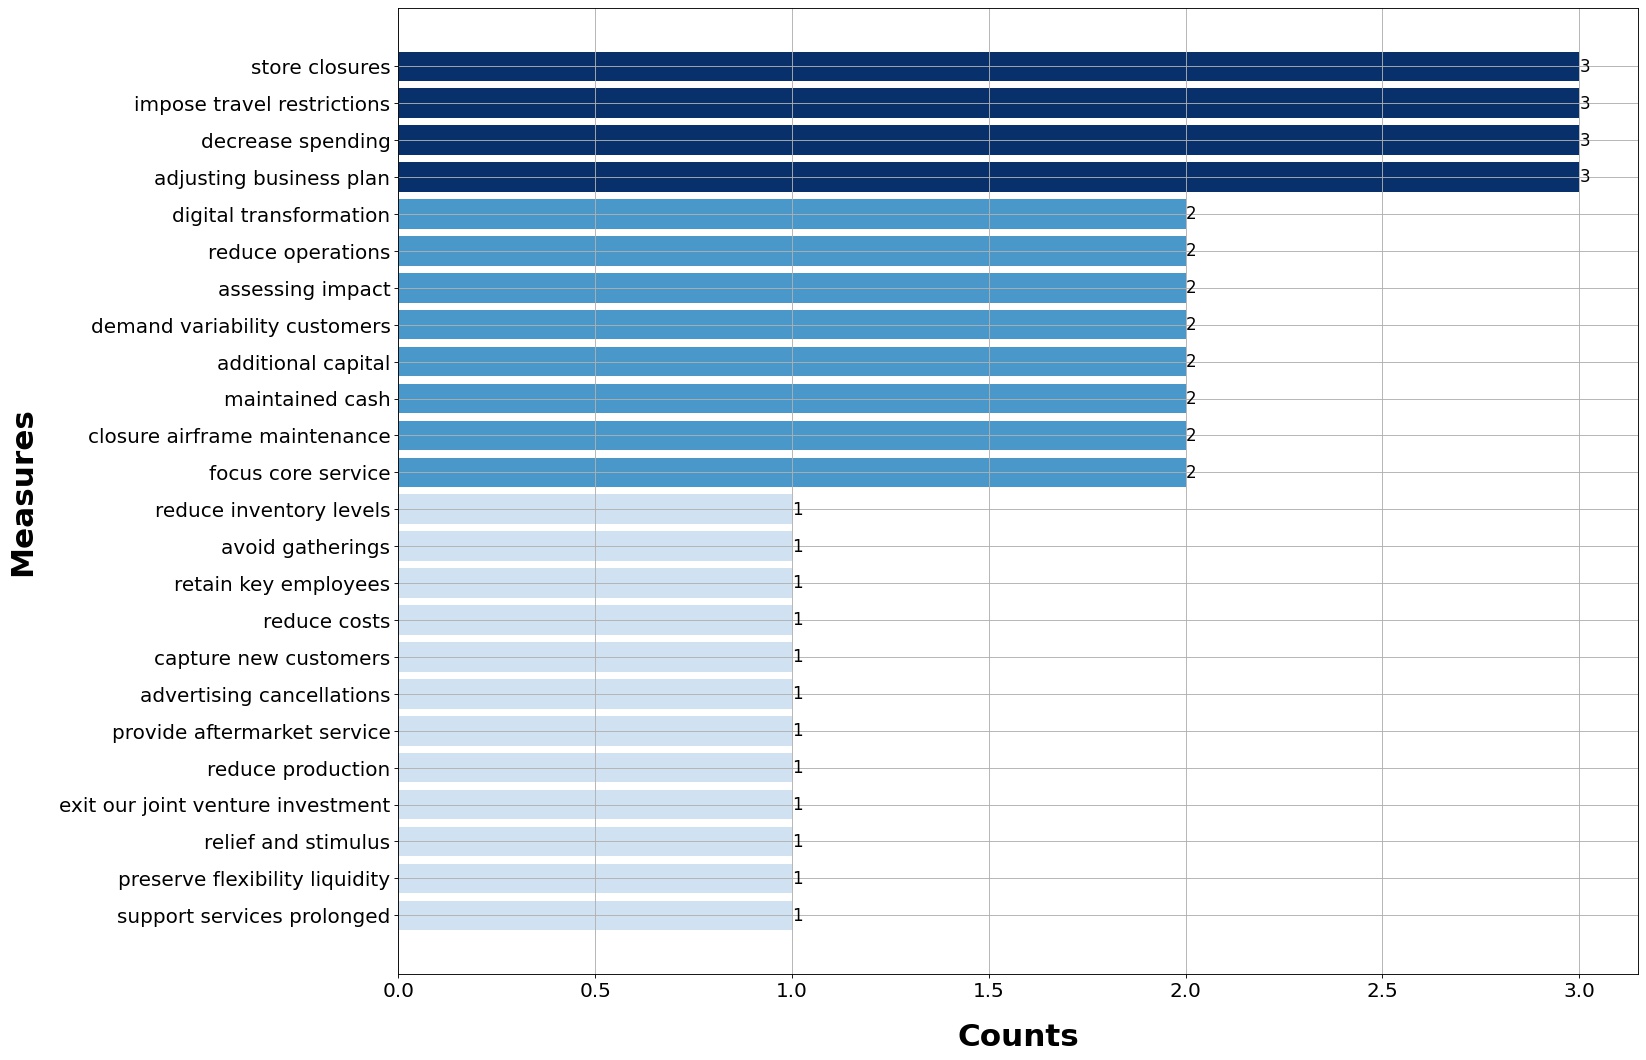 store closures 3
impose travel restrictions 3
decrease spending 3
adjusting business plan 3
digital transformation 2
reduce operations 2
assessing impact 2
demand variability customers 2
additional capital 2
maintained cash 2
closure airframe maintenance 2
focus core service 2
reduce inventory levels 1
avoid gatherings 1
retain key employees 1
reduce costs 1
capture new customers 1
advertising cancellations 1
provide aftermarket service 1
reduce production 1
exit our joint venture investment 1
relief and stimulus 1
preserve flexibility liquidity 1
support services prolonged 1
Measures
0.0 0.5 1.0 1.5 2.0 2.5 3.0
Counts